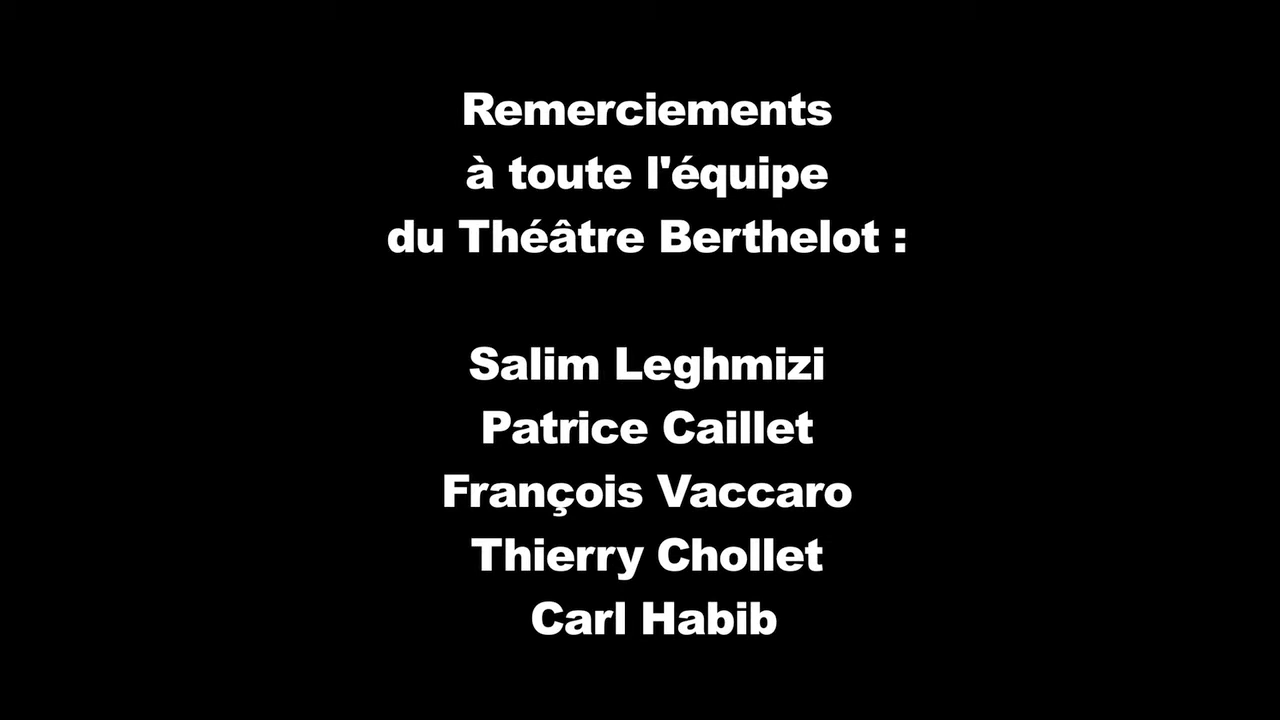 Remerciements
à toute l'équipe
du Théâtre Berthelot :
Salim Leghmizi
Patrice Caillet
François Vaccaro
Thierry Chollet
Carl Habib